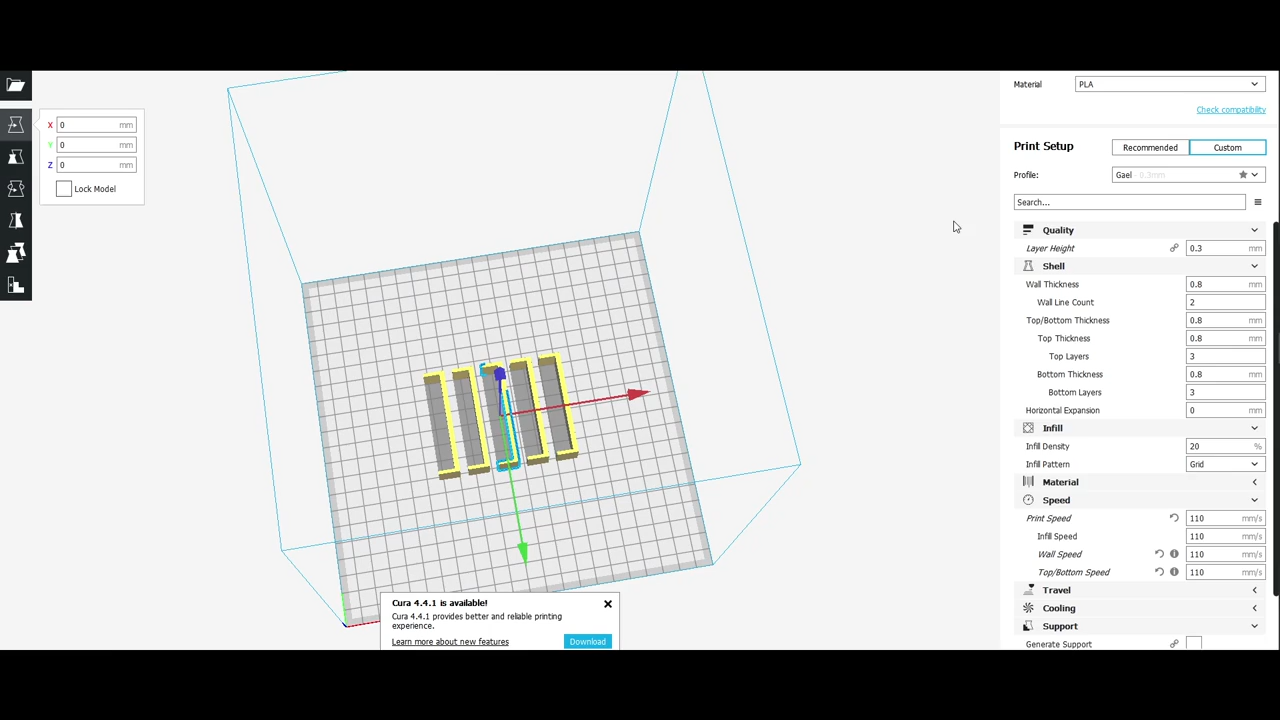 Material PLA
Check compatibility
X 0 mm
Y 0 mm
Z 0 mm
Lock Model
Print Setup Recommended Custom
Profile: Gael - 0.3mm
Search...
Quality
Layer Height 0.3 mm
Shell
Wall Thickness 0.8 mm
Wall Line Count 2
Top/Bottom Thickness 0.8 mm
Top Thickness 0.8 mm
Top Layers 3
Bottom Thickness 0.8 mm
Bottom Layers 3
Horizontal Expansion 0 mm
Infill
Infill Density 20 %
Infill Pattern Grid
Material
Speed
Print Speed 110 mm/s
Infill Speed 110 mm/s
Wall Speed 110 mm/s
Top/Bottom Speed 110 mm/s
Travel
Cooling
Support
Generate Support
Cura 4.4.1 is available!
Cura 4.4.1 provides better and reliable printing
experience.
Learn more about new features Download